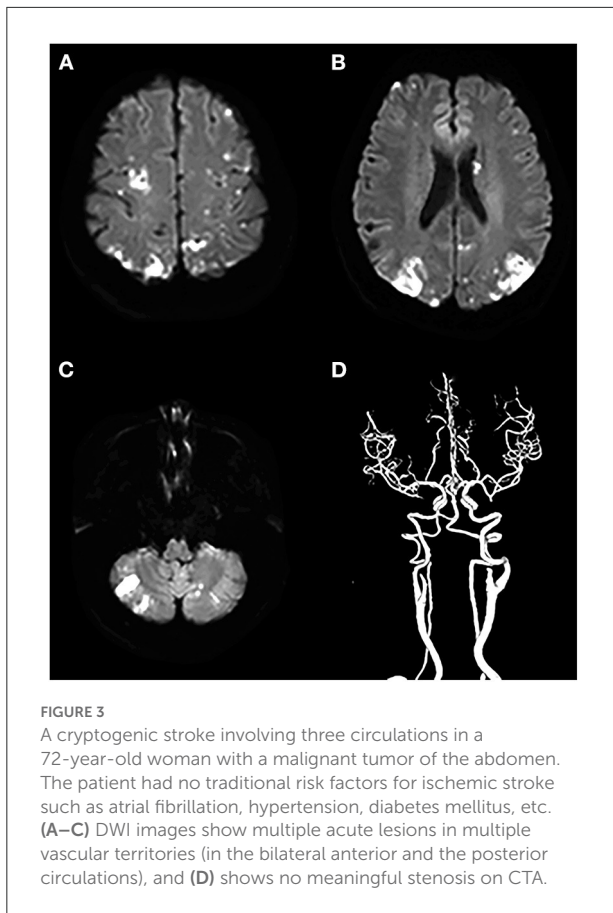 A
B
C
D
FIGURE 3
A cryptogenic stroke involving three circulations in a
72-year-old woman with a malignant tumor of the abdomen.
The patient had no traditional risk factors for ischemic stroke
such as atrial fibrillation, hypertension, diabetes mellitus, etc.
(A–C) DWI images show multiple acute lesions in multiple
vascular territories (in the bilateral anterior and the posterior
circulations), and (D) shows no meaningful stenosis on CTA.